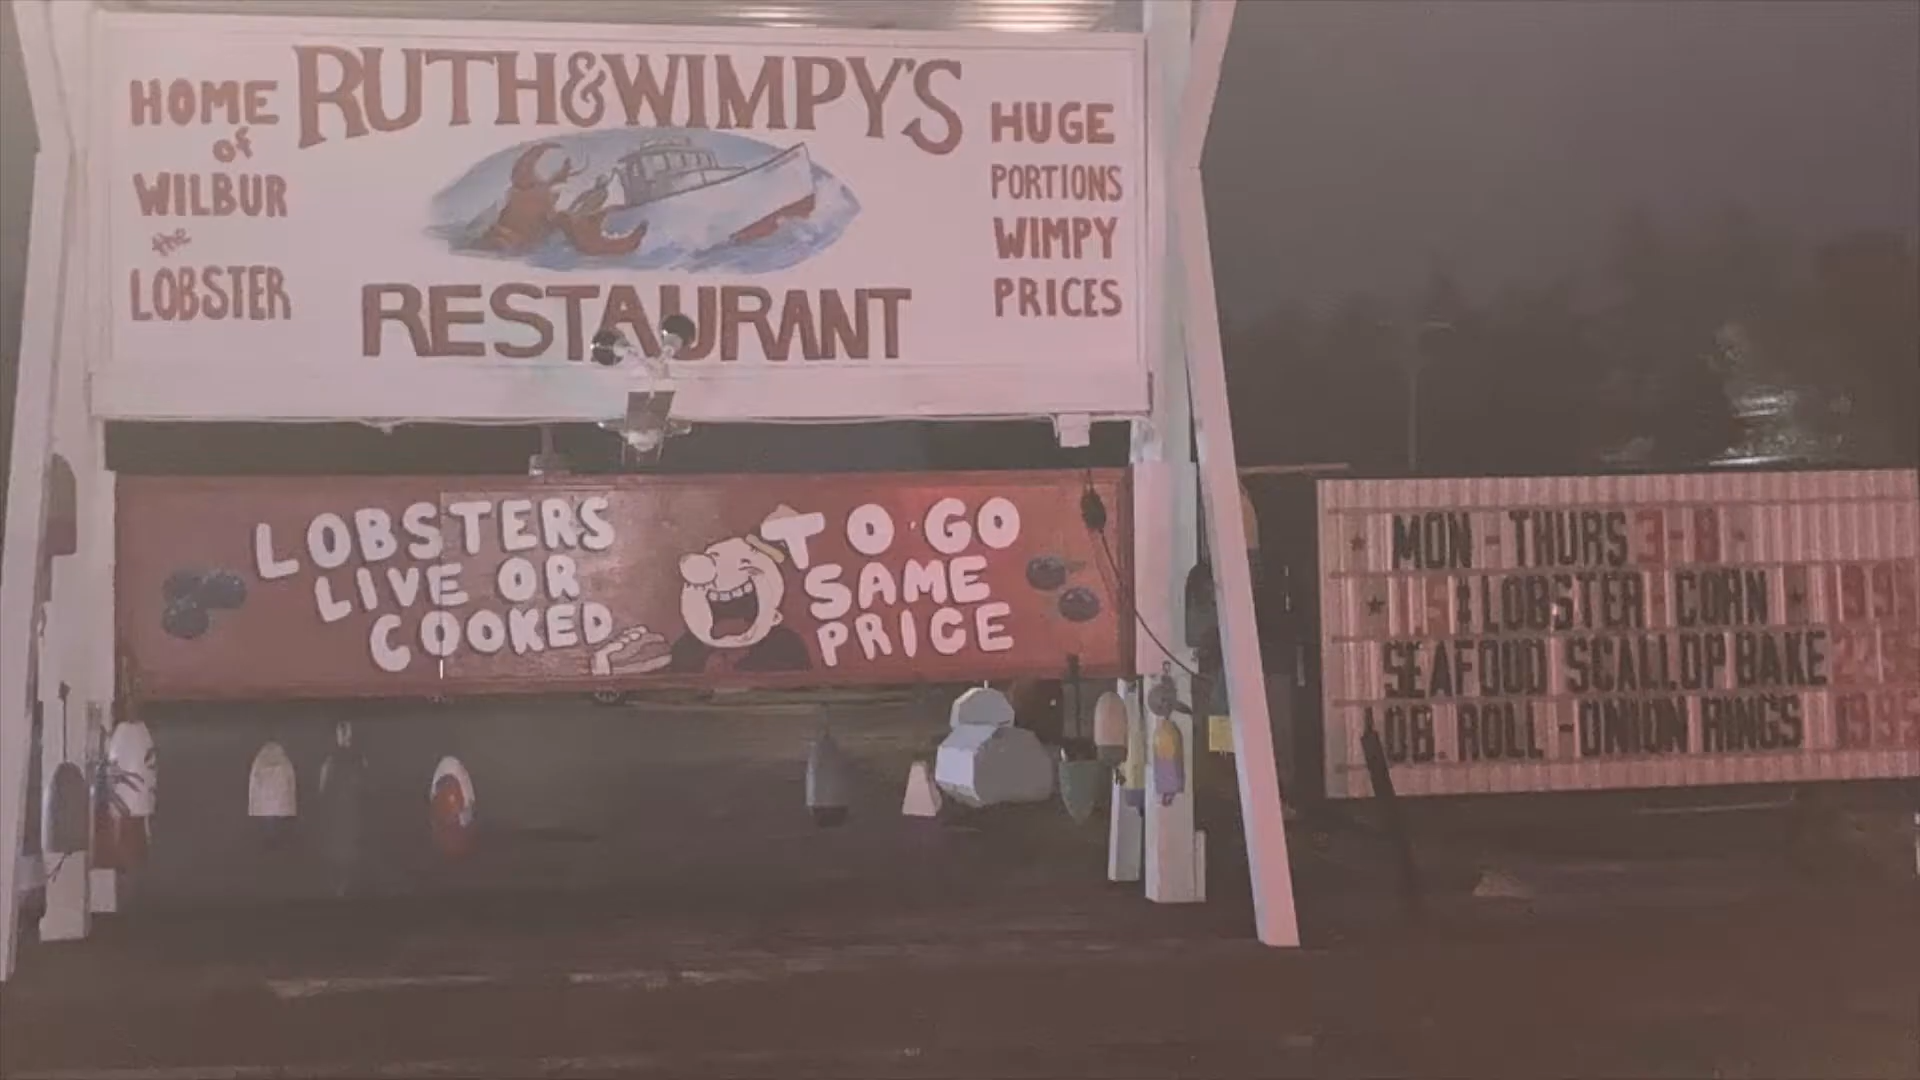 RUTH&WIMPY'S
RESTAURANT
HOME
of
WILBUR
the
LOBSTER
HUGE
PORTIONS
WIMPY
PRICES
LOBSTERS
LIVE OR
COOKED
TO GO
SAME
PRICE
MON - THURS 3-8 -
LOBSTER - CORN -
SEAFOOD SCALLOP BAKE
ROLL - ONION RINGS